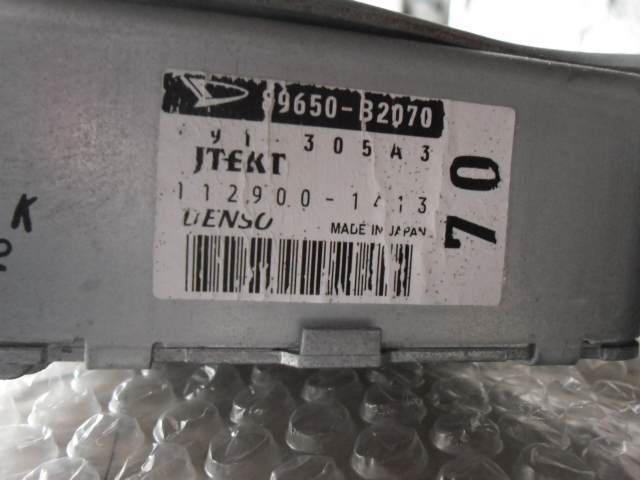 89650-B2070
91 305A3
JTEKT
112900-1413
DENSO
MADE IN JAPAN
70
K